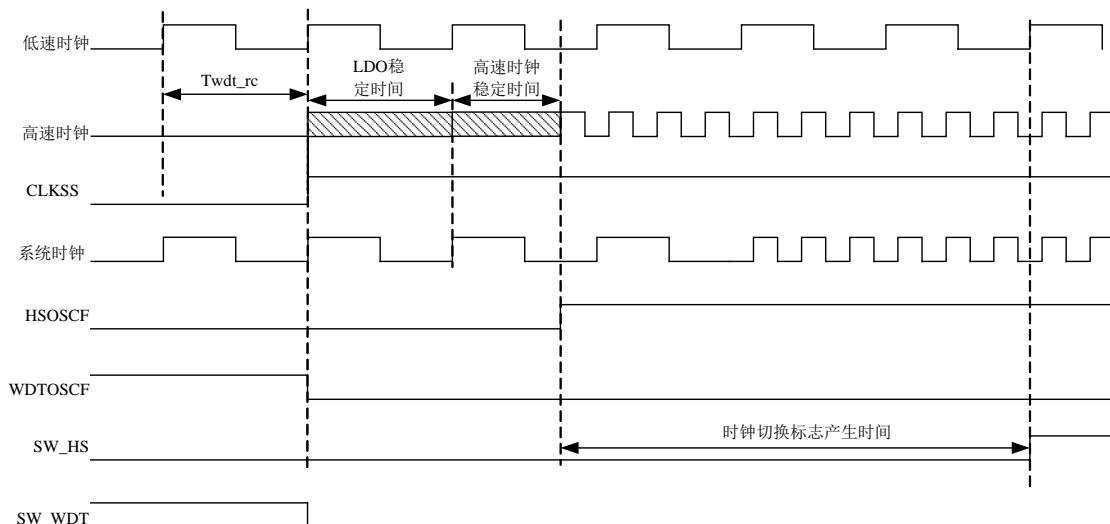 低速时钟
Twdt_rc
LDO稳
定时间
高速时钟
稳定时间
高速时钟
CLKSS
系统时钟
HSOSCF
WDTOSCF
SW_HS
时钟切换标志产生时间
SW_WDT